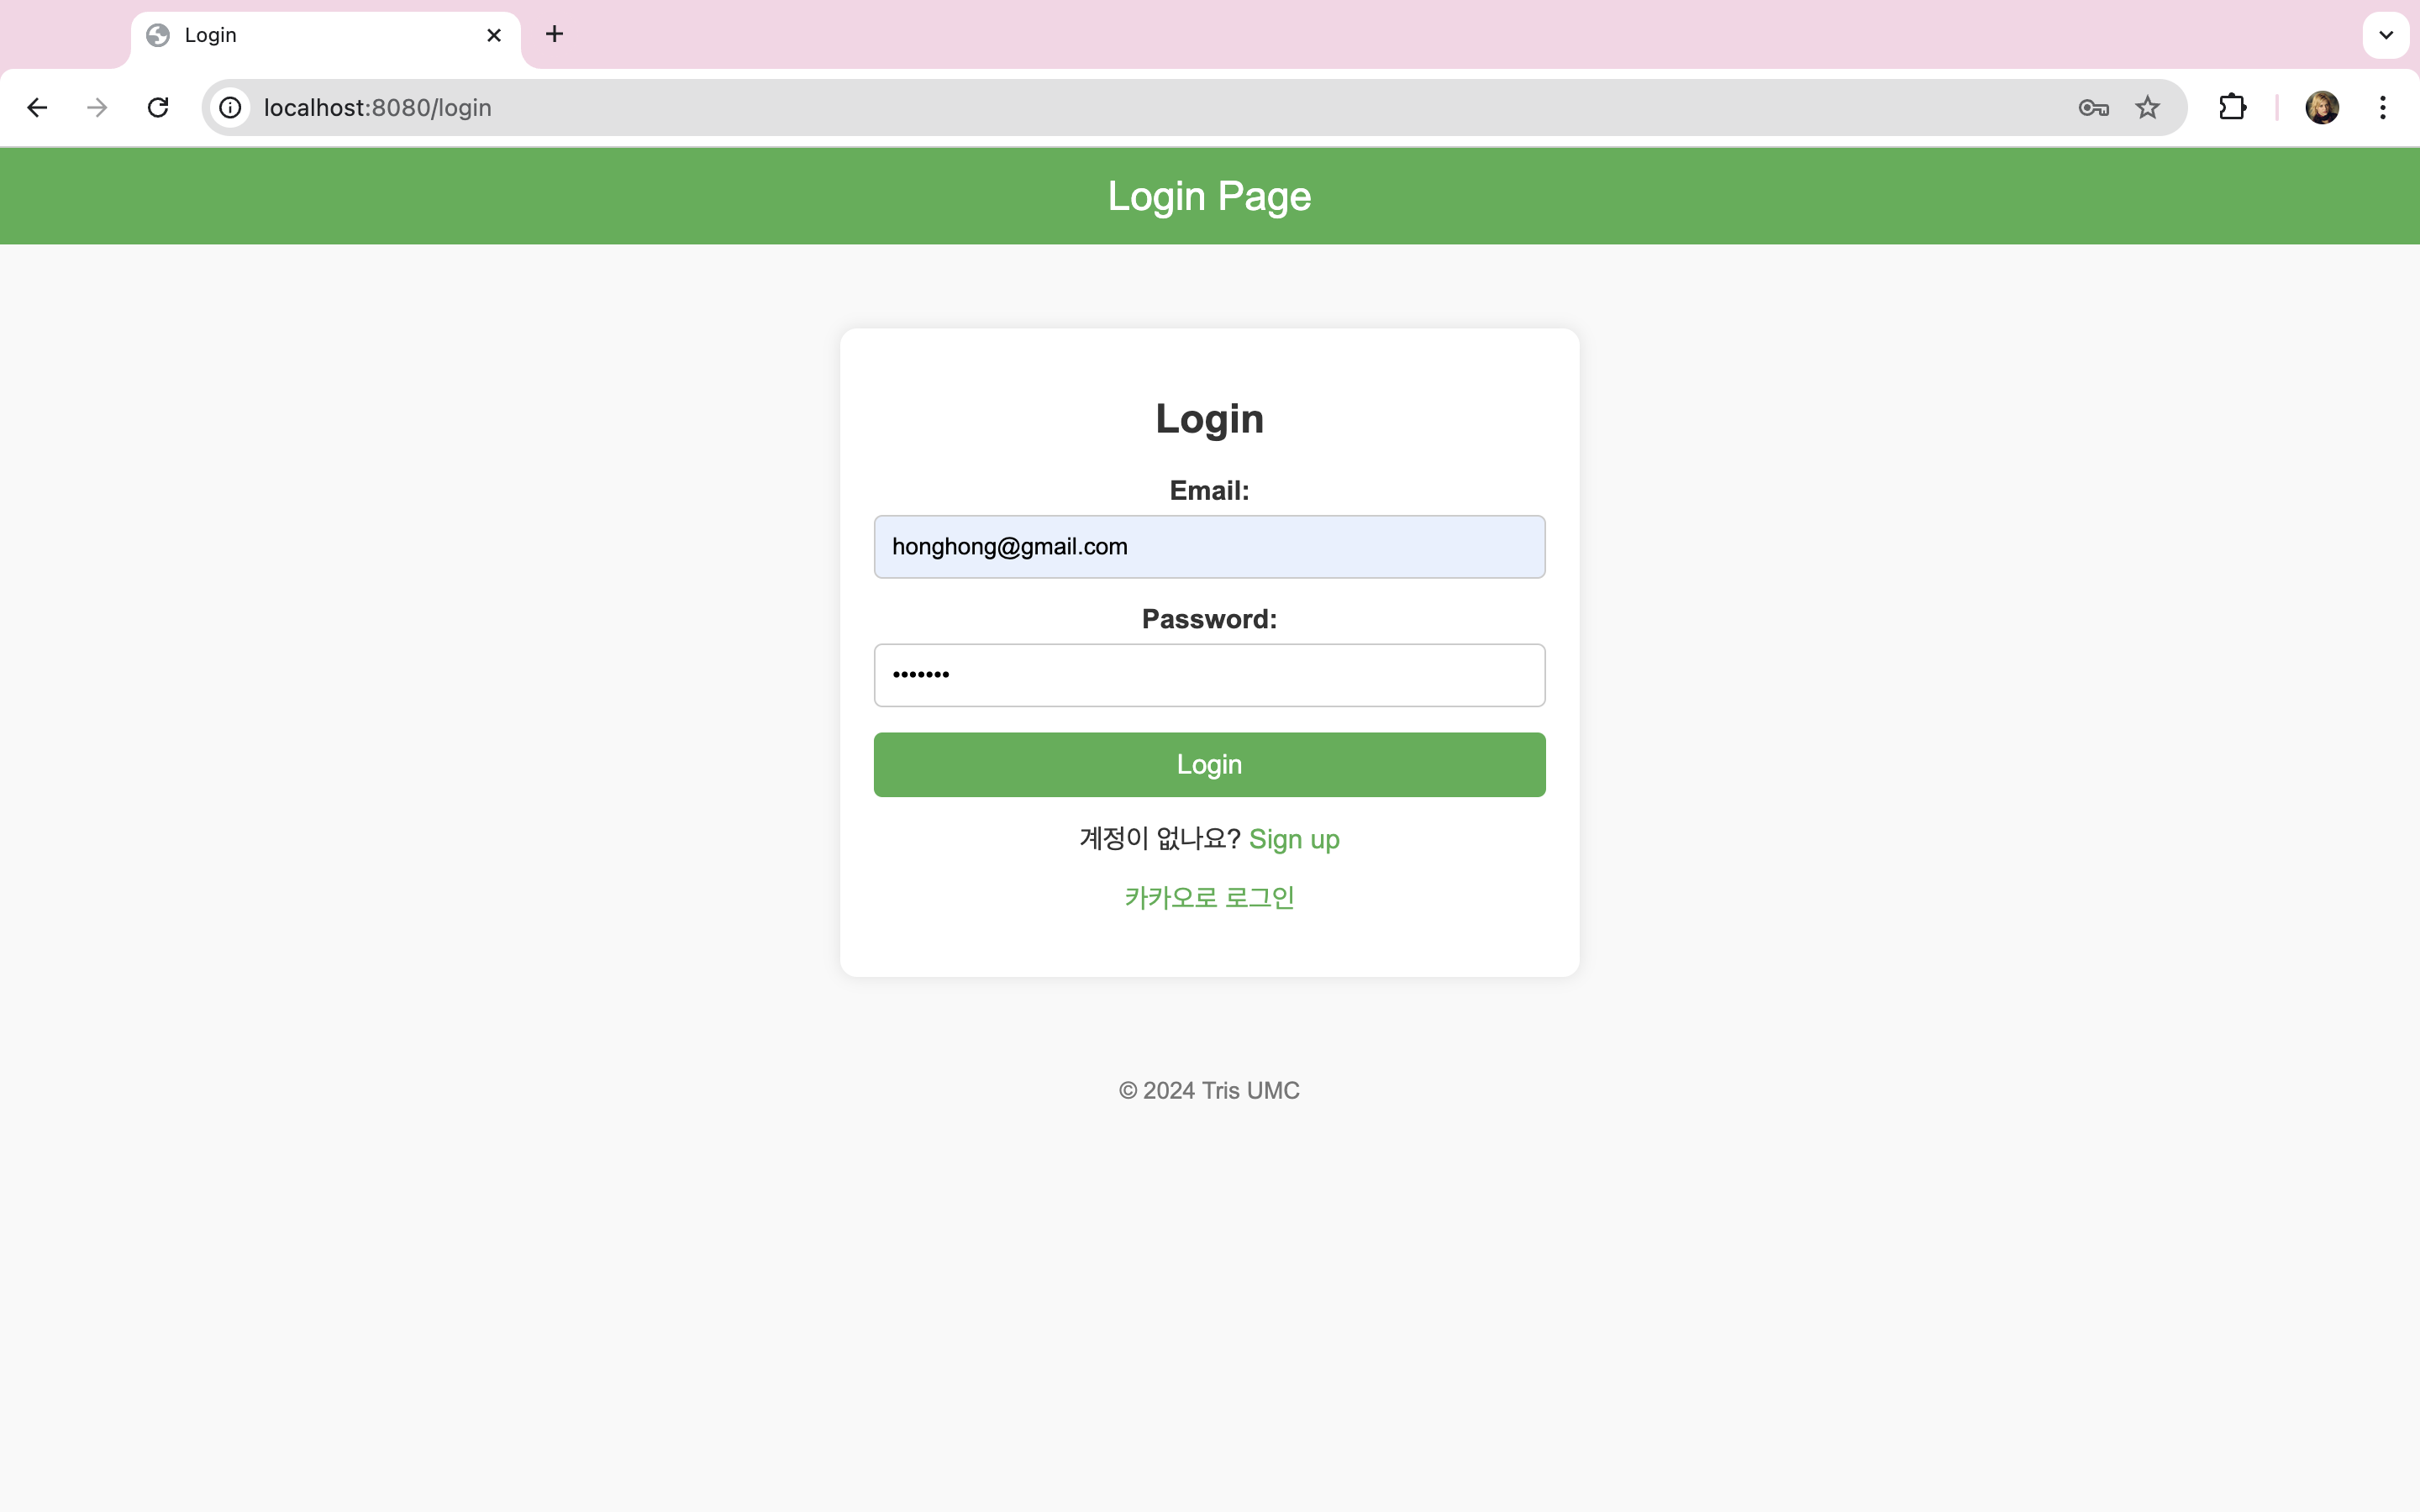 Login
localhost:8080/login
Login Page
Login
Email:
honghong@gmail.com
Password:
•••••••
Login
계정이 없나요? Sign up
카카오로 로그인
© 2024 Tris UMC